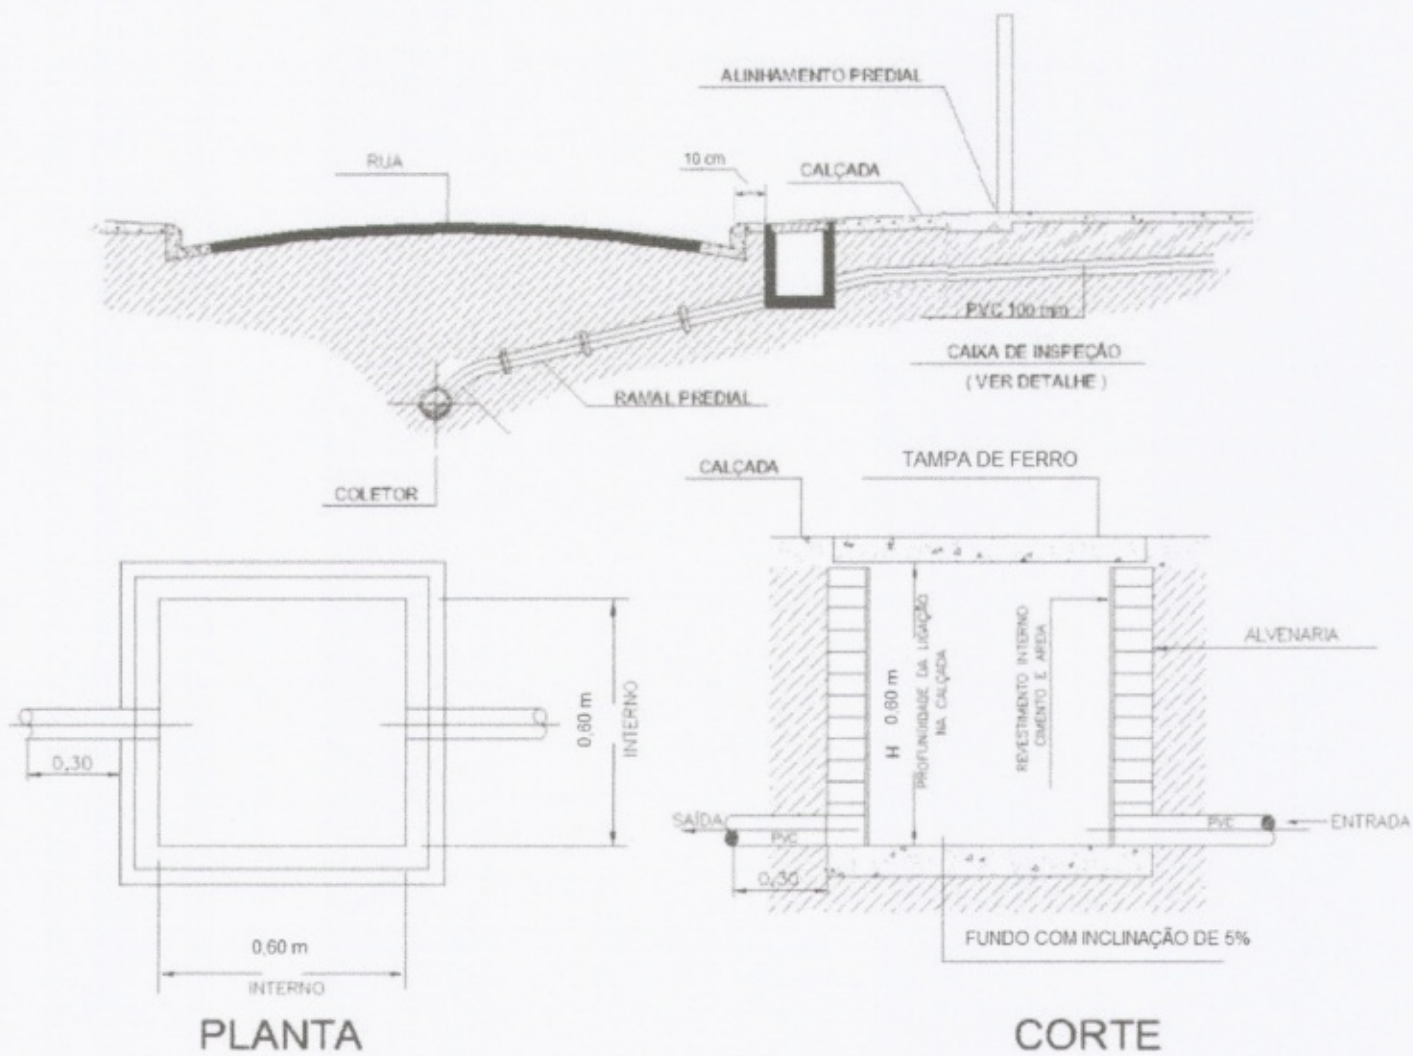 ALINHAMENTO PREDIAL
RUA
10 cm
CALÇADA
PVC 100 mm
CAIXA DE INSPEÇÃO
( VER DETALHE )
RAMAL PREDIAL
COLETOR
CALÇADA
TAMPA DE FERRO
0,30
0,60 m
INTERNO
0,60 m
INTERNO
PLANTA
H 0,60 m
PROFUNDIDADE DA LIGAÇÃO
NA CALÇADA
REVESTIMENTO INTERNO
CIMENTO E AREIA
ALVENARIA
SAÍDA
PVC
0,30
PVC
ENTRADA
FUNDO COM INCLINAÇÃO DE 5%
CORTE